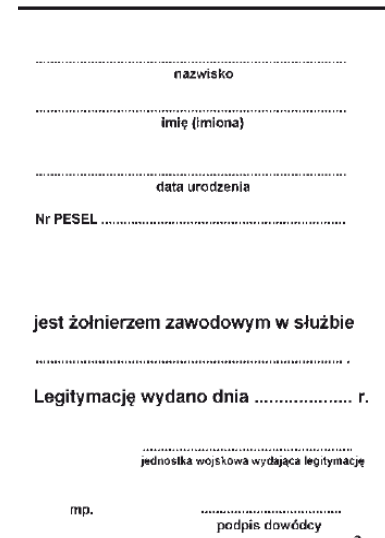 ................................................................
nazwisko
................................................................
imię (imiona)
................................................................
data urodzenia
Nr PESEL ..................................................
jest żołnierzem zawodowym w służbie
................................................................ .
Legitymację wydano dnia .................... r.
..............................................
jednostka wojskowa wydająca legitymację
mp. .........................
podpis dowódcy